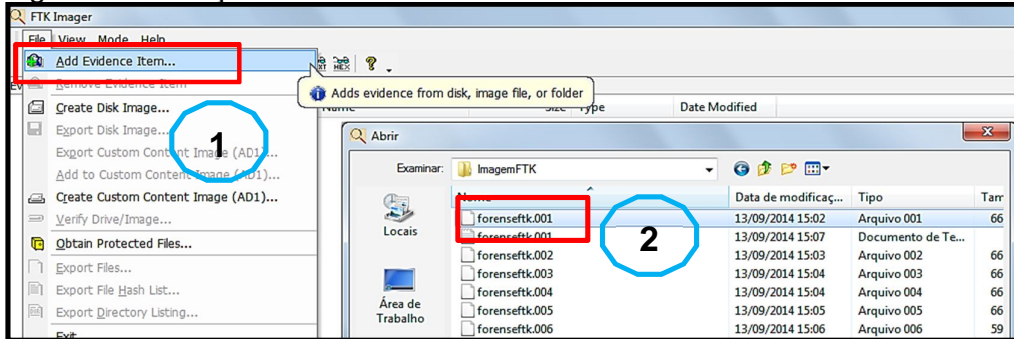 FTK Imager
File View Mode Help
Add Evidence Item...
Remove Evidence Item
Adds evidence from disk, image file, or folder
Create Disk Image...
Size Type Date Modified
Export Disk Image...
Export Custom Content Image (AD1)...
Add to Custom Content Image (AD1)...
Create Custom Content Image (AD1)...
Verify Drive/Image...
Obtain Protected Files...
Export Files...
Export File Hash List...
Export Directory Listing...
Exit
1
Abrir
Examinar: ImagemFTK
Locais
Área de
Trabalho
Nome Data de modificaç... Tipo Tam
forenseftk.001 13/09/2014 15:02 Arquivo 001 66
forenseftk.001 13/09/2014 15:07 Documento de Te...
forenseftk.002 13/09/2014 15:03 Arquivo 002 66
forenseftk.003 13/09/2014 15:04 Arquivo 003 66
forenseftk.004 13/09/2014 15:04 Arquivo 004 66
forenseftk.005 13/09/2014 15:05 Arquivo 005 66
forenseftk.006 13/09/2014 15:06 Arquivo 006 59
2